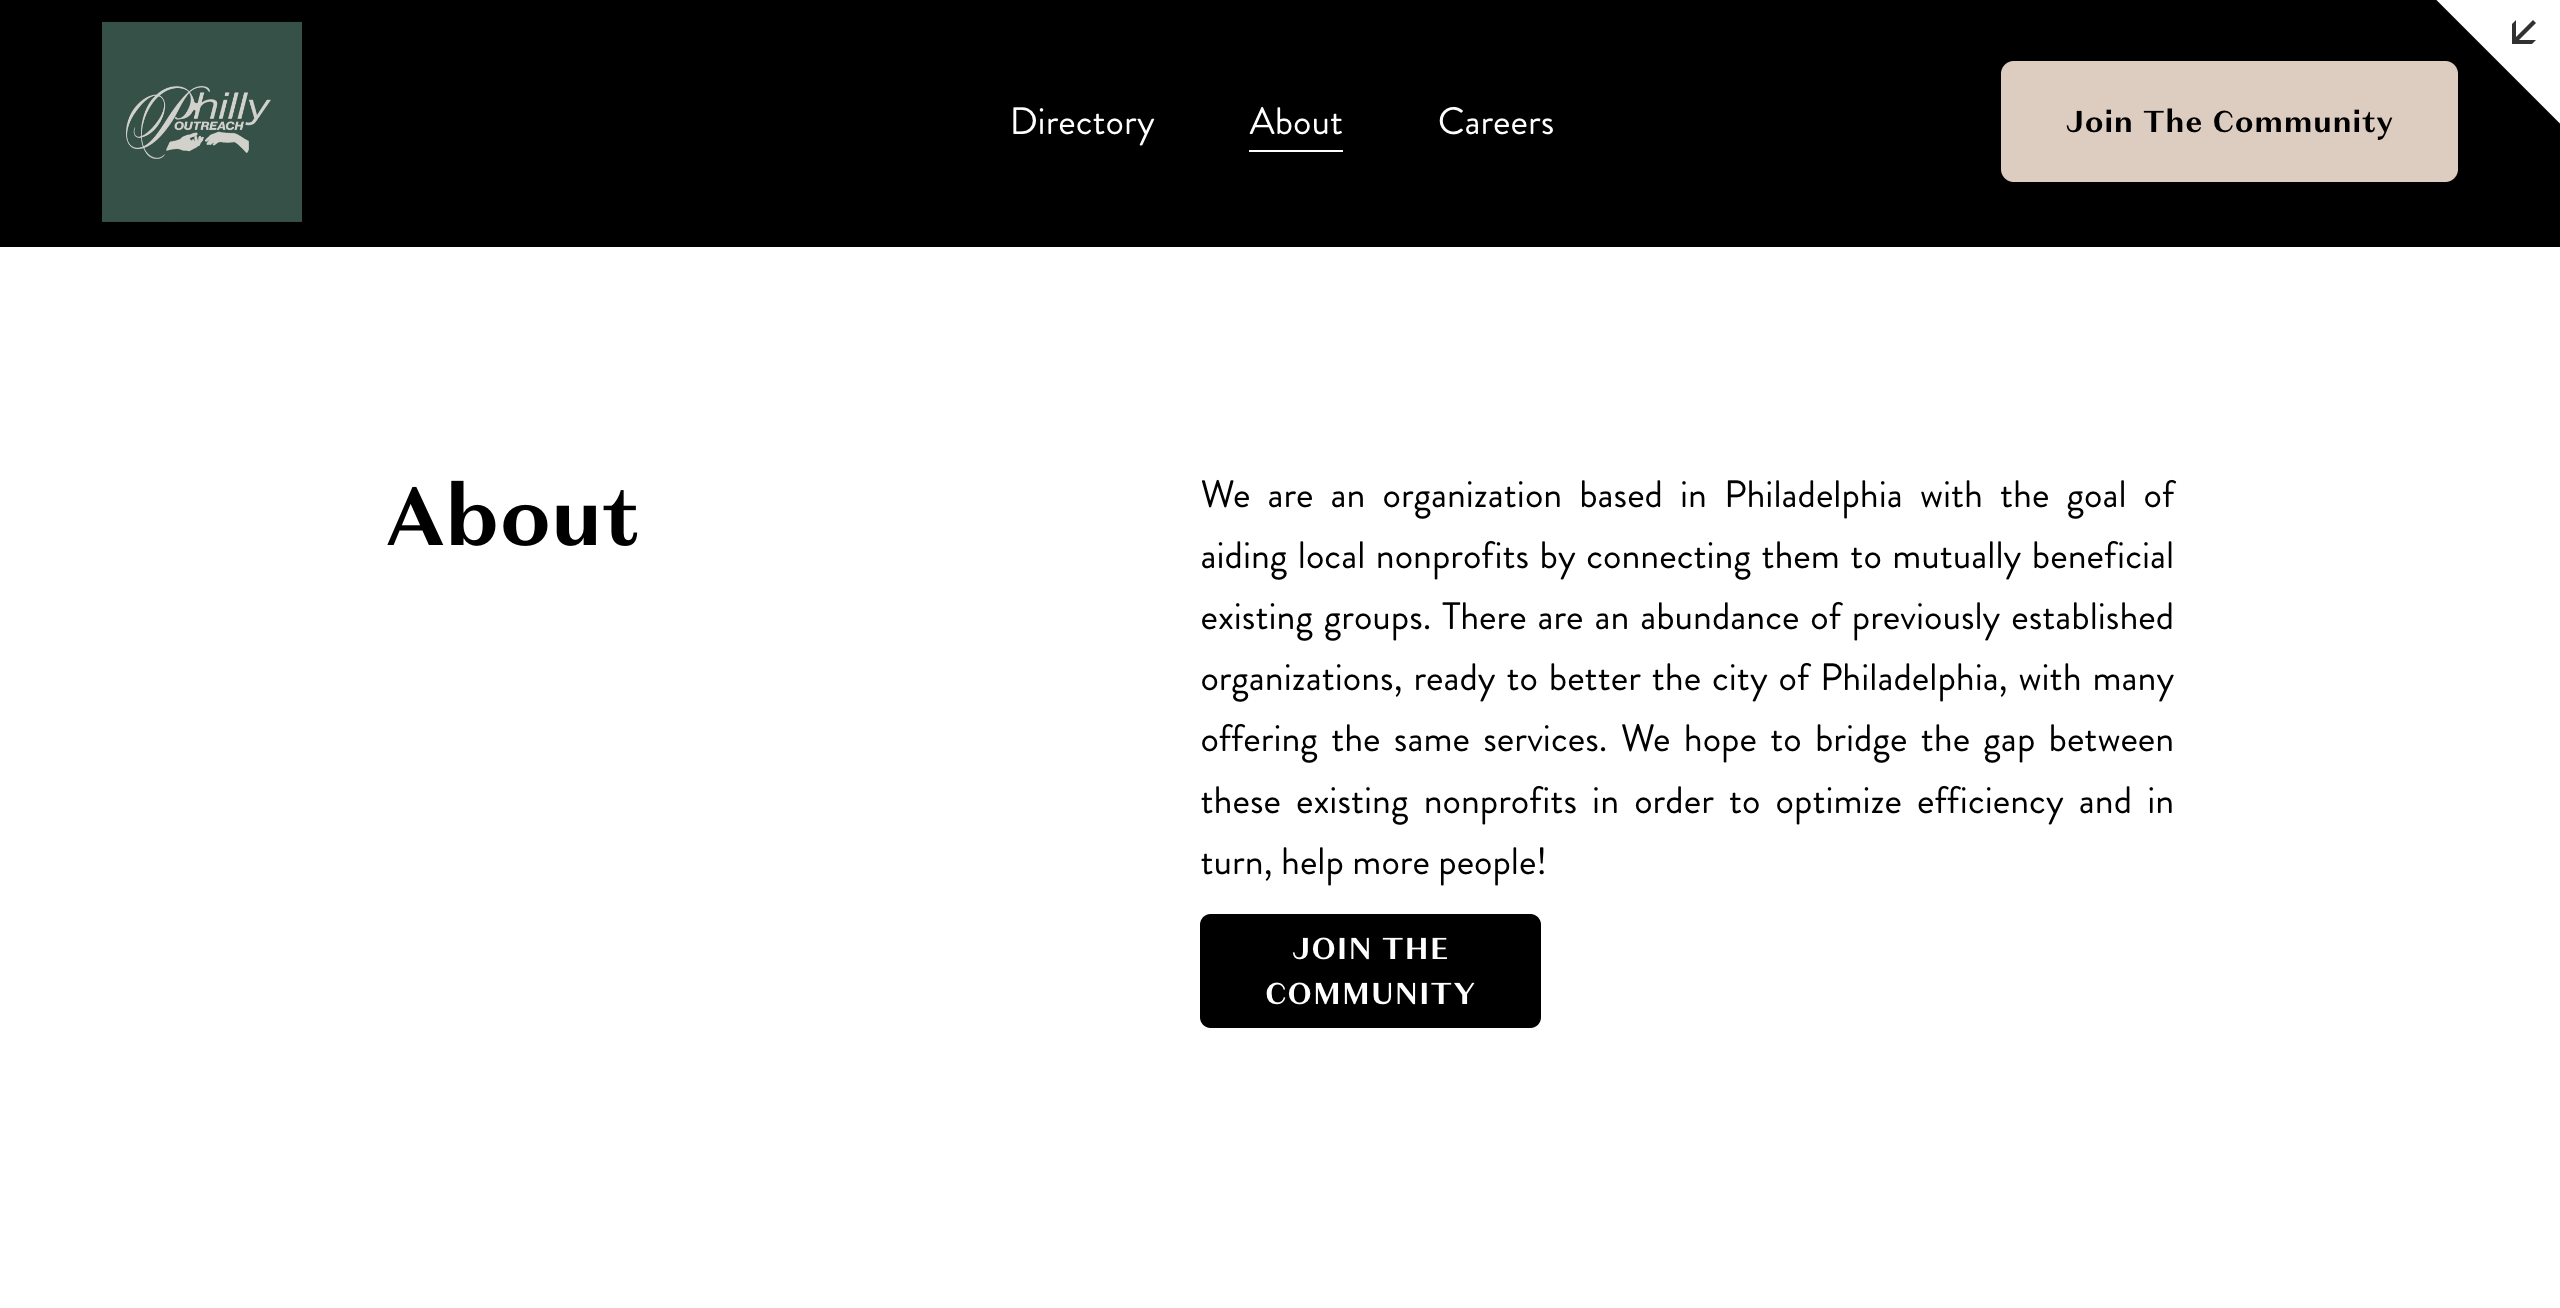 Philly
OUTREACH
Directory
About
Careers
Join The Community
About
We are an organization based in Philadelphia with the goal of
aiding local nonprofits by connecting them to mutually beneficial
existing groups. There are an abundance of previously established
organizations, ready to better the city of Philadelphia, with many
offering the same services. We hope to bridge the gap between
these existing nonprofits in order to optimize efficiency and in
turn, help more people!
JOIN THE
COMMUNITY